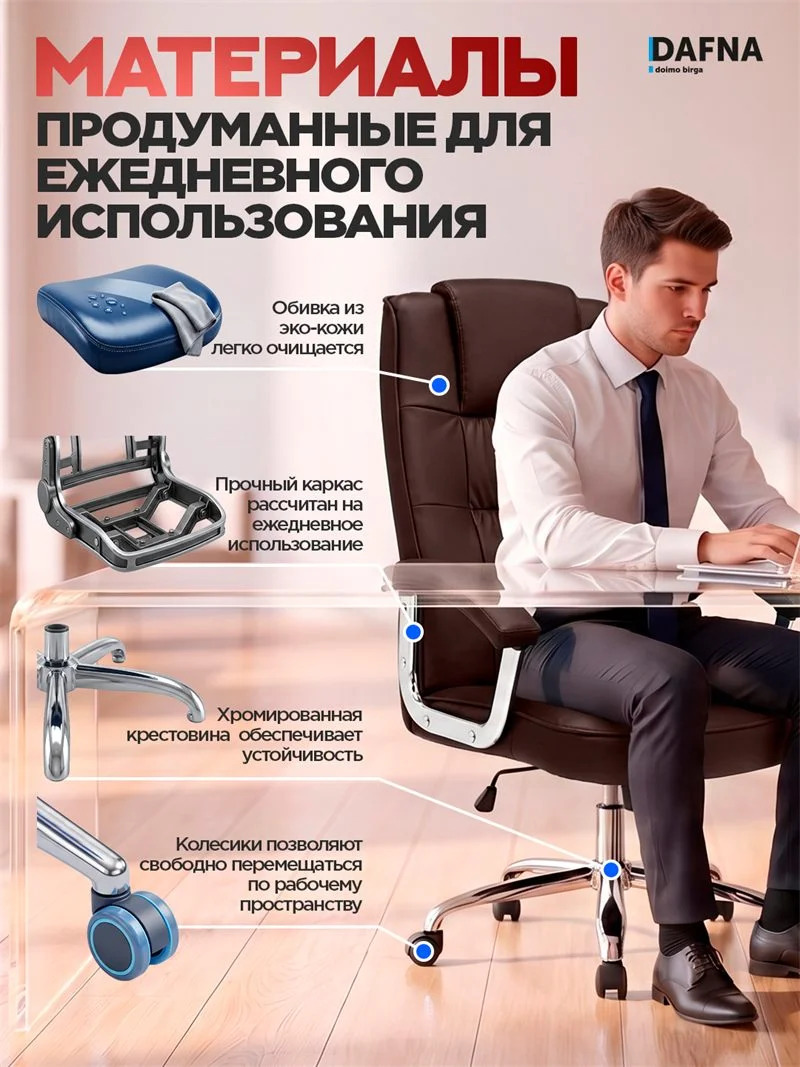 МАТЕРИАЛЫ
ПРОДУМАННЫЕ ДЛЯ
ЕЖЕДНЕВНОГО
ИСПОЛЬЗОВАНИЯ
DAFNA
doimo birga
Обивка из
эко-кожи
легко очищается
Прочный каркас
рассчитан на
ежедневное
использование
Хромированная
крестовина обеспечивает
устойчивость
Колесики позволяют
свободно перемещаться
по рабочему
пространству